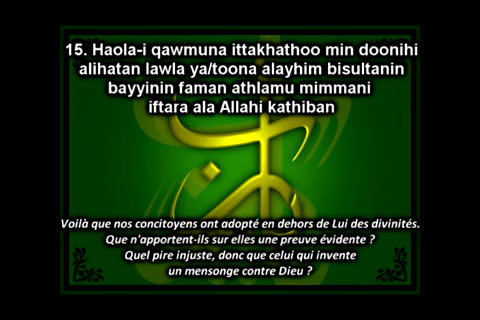 15. Haola-i qawmuna ittakhathoo min doonihi
alihatan lawla ya/toona alayhim bisultanin
bayyinin faman athlamu mimmani
iftara ala Allahi kathiban
Voilà que nos concitoyens ont adopté en dehors de Lui des divinités.
Que n'apportent-ils sur elles une preuve évidente ?
Quel pire injuste, donc que celui qui invente
un mensonge contre Dieu ?